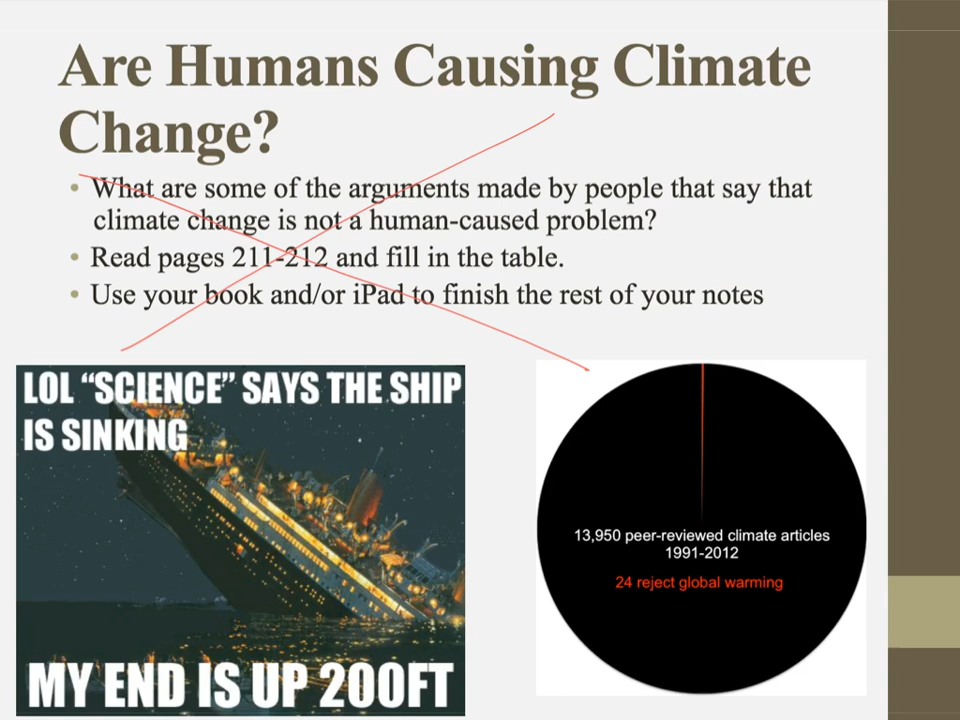 Are Humans Causing Climate
Change?
• What are some of the arguments made by people that say that
climate change is not a human-caused problem?
• Read pages 211-212 and fill in the table.
• Use your book and/or iPad to finish the rest of your notes
LOL “SCIENCE” SAYS THE SHIP
IS SINKING
MY END IS UP 200FT
13,950 peer-reviewed climate articles
1991-2012
24 reject global warming